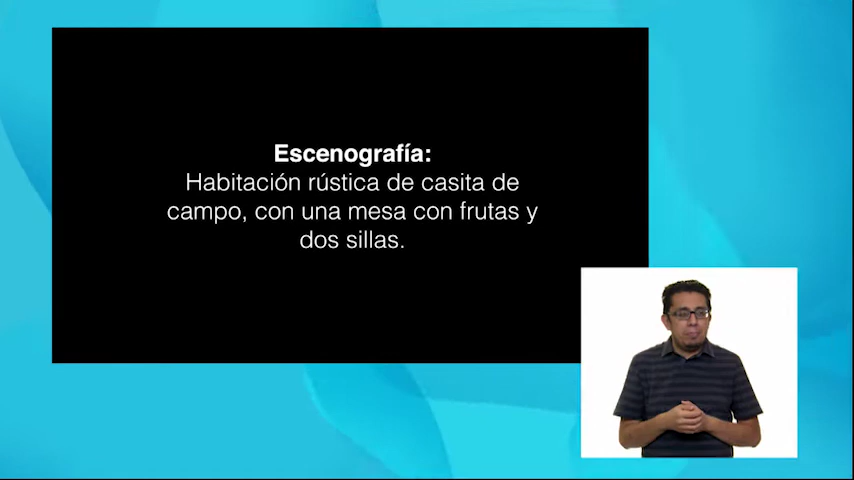 Escenografía:
Habitación rústica de casita de
campo, con una mesa con frutas y
dos sillas.